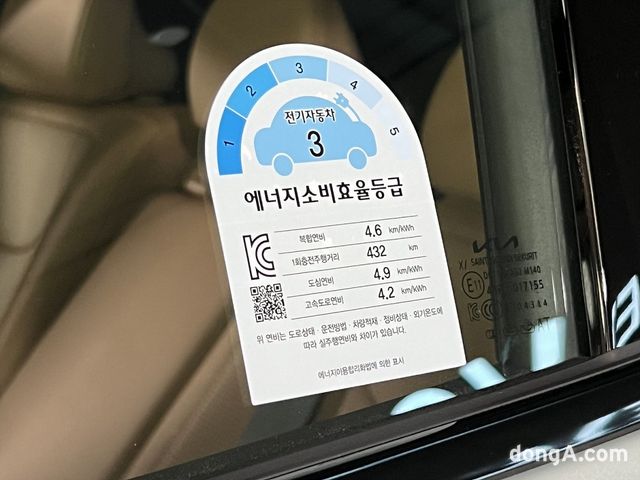 1 2 3 4 5
전기자동차
3
에너지소비효율등급
복합연비 4.6 km/kWh
1회충전주행거리 432 km
도심연비 4.9 km/kWh
고속도로연비 4.2 km/kWh
위 연비는 도로상태 · 운전방법 · 차량적재 · 정비상태 · 외기온도에
따라 실주행연비와 차이가 있습니다.
에너지이용합리화법에 의한 표시
E11
M140
dongA.com